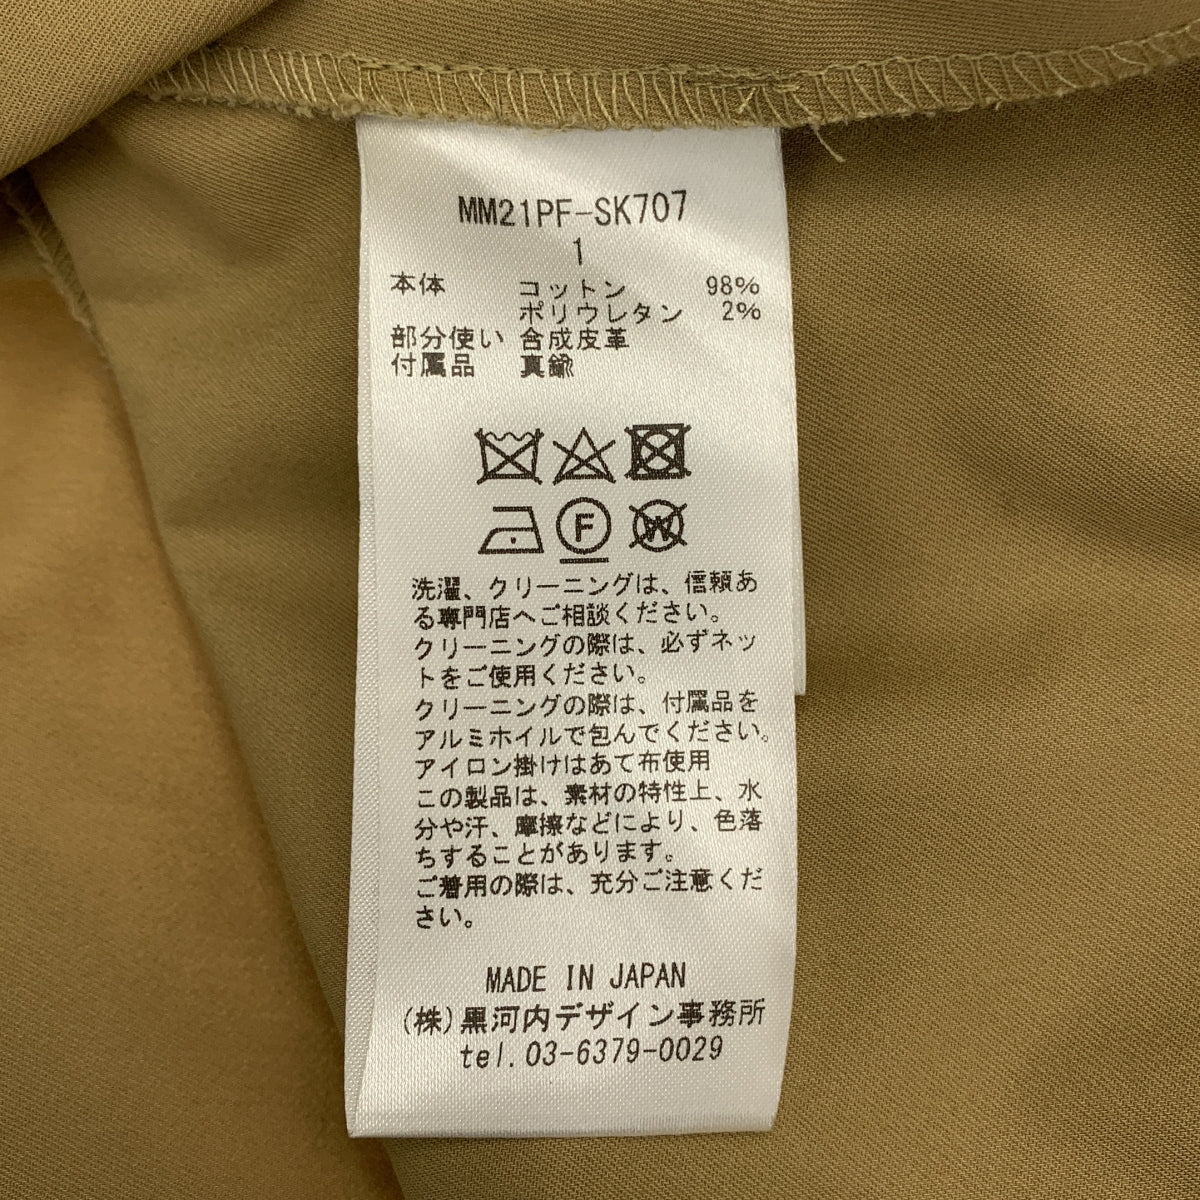 MM21PF-SK707
1
本体 コットン 98%
ポリウレタン 2%
部分使い 合成皮革
付属品 真鍮
F
W
洗濯、クリーニングは、信頼あ
る専門店へご相談ください。
クリーニングの際は、必ずネッ
トをご使用ください。
クリーニングの際は、付属品を
アルミホイルで包んでください。
アイロン掛けはあて布使用
この製品は、素材の特性上、水
分や汗、摩擦などにより、色落
ちすることがあります。
ご着用の際は、充分ご注意くだ
さい。
MADE IN JAPAN
(株)黒河内デザイン事務所
tel.03-6379-0029